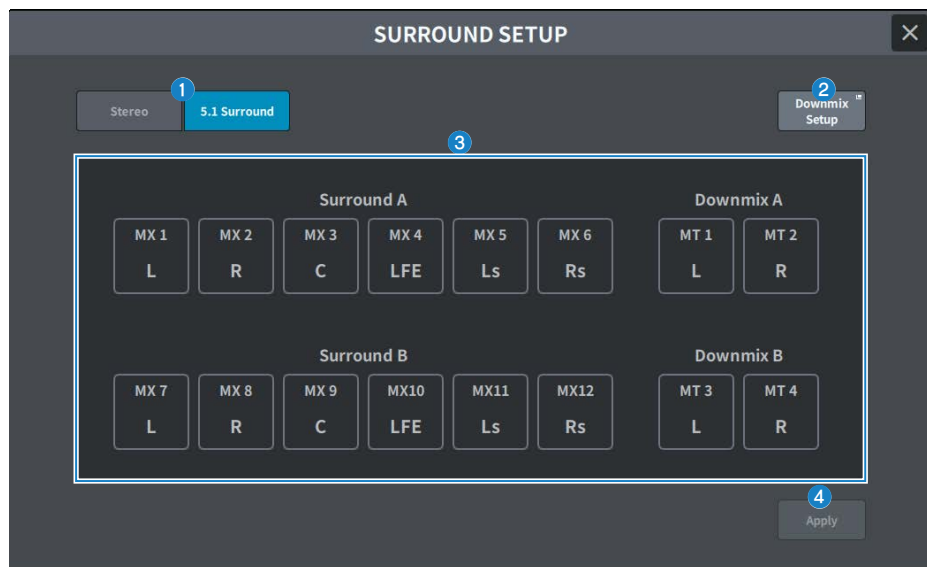 SURROUND SETUP
1
2
Stereo
5.1 Surround
Downmix
Setup
3
Surround A
Downmix A
MX 1 MX 2 MX 3 MX 4 MX 5 MX 6 MT 1 MT 2
L R C LFE Ls Rs L R
Surround B
Downmix B
MX 7 MX 8 MX 9 MX10 MX11 MX12 MT 3 MT 4
L R C LFE Ls Rs L R
4
Apply